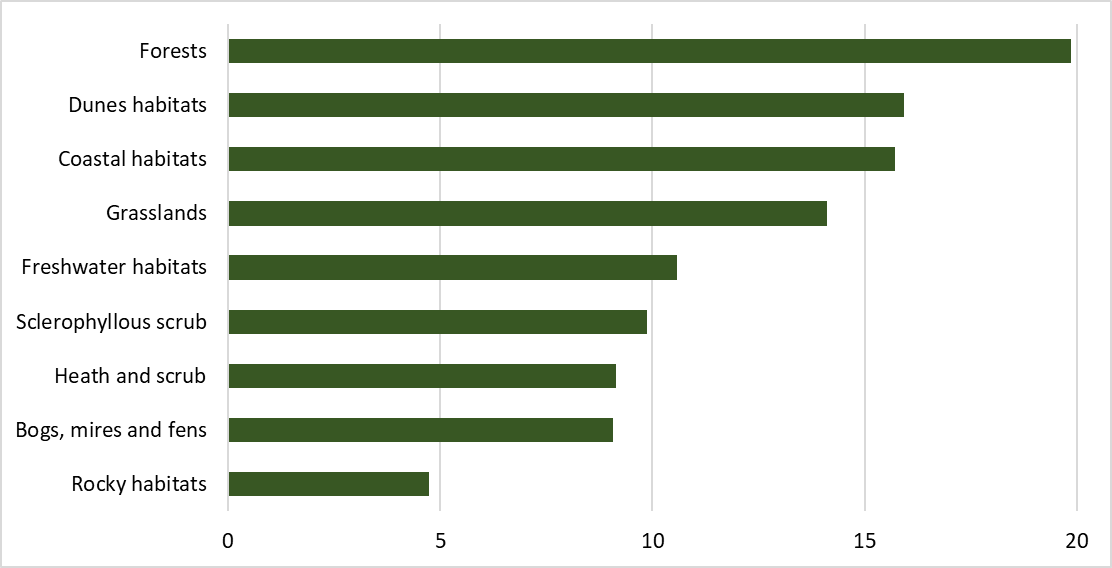 Forests
Dunes habitats
Coastal habitats
Grasslands
Freshwater habitats
Sclerophyllous scrub
Heath and scrub
Bogs, mires and fens
Rocky habitats
0 5 10 15 20